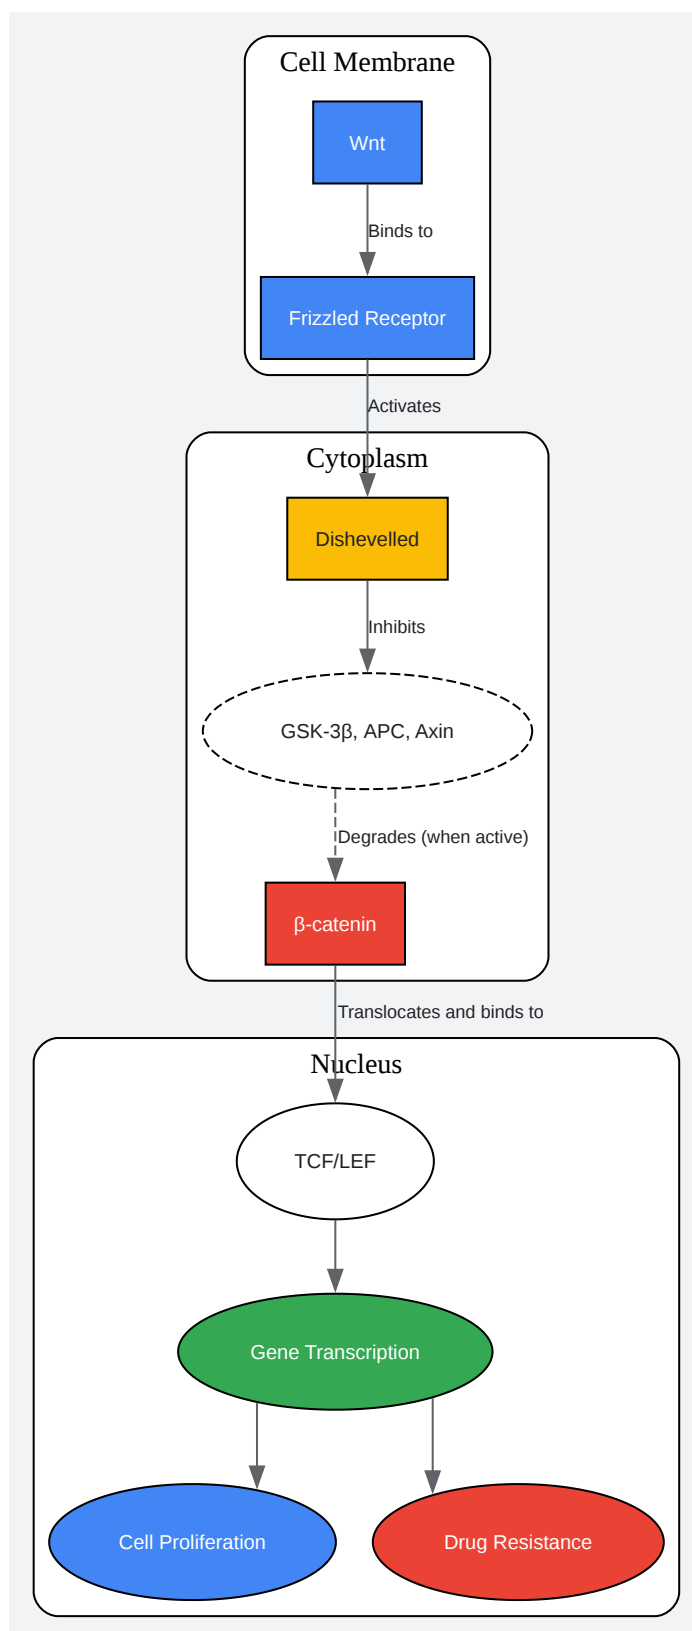 Cell Membrane
Wnt
Binds to
Frizzled Receptor
Activates
Cytoplasm
Dishevelled
Inhibits
GSK-3β, APC, Axin
Degrades (when active)
β-catenin
Translocates and binds to
Nucleus
TCF/LEF
Gene Transcription
Cell Proliferation
Drug Resistance